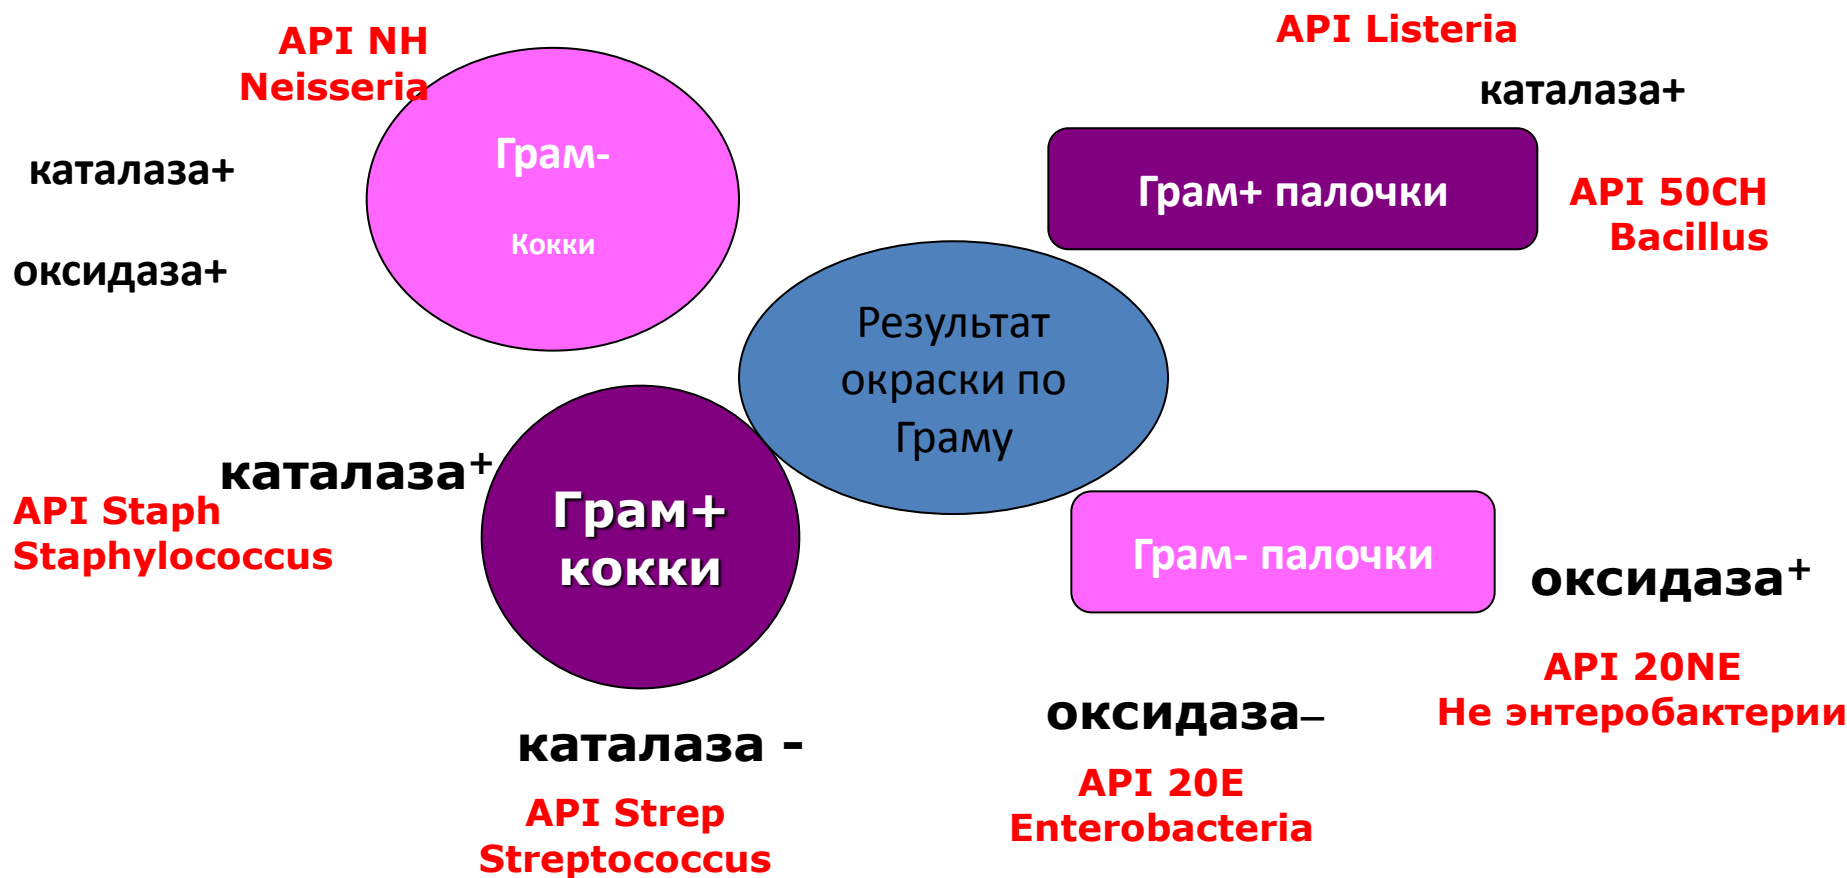 API NH
Neisseria
каталаза+
оксидаза+
Грам-
Кокки
API Listeria
каталаза+
Грам+ палочки
API 50CH
Bacillus
Результат
окраски по
Граму
каталаза+
API Staph
Staphylococcus
Грам+
кокки
каталаза -
API Strep
Streptococcus
Грам- палочки
оксидаза+
API 20NE
Не энтеробактерии
оксидаза–
API 20E
Enterobacteria